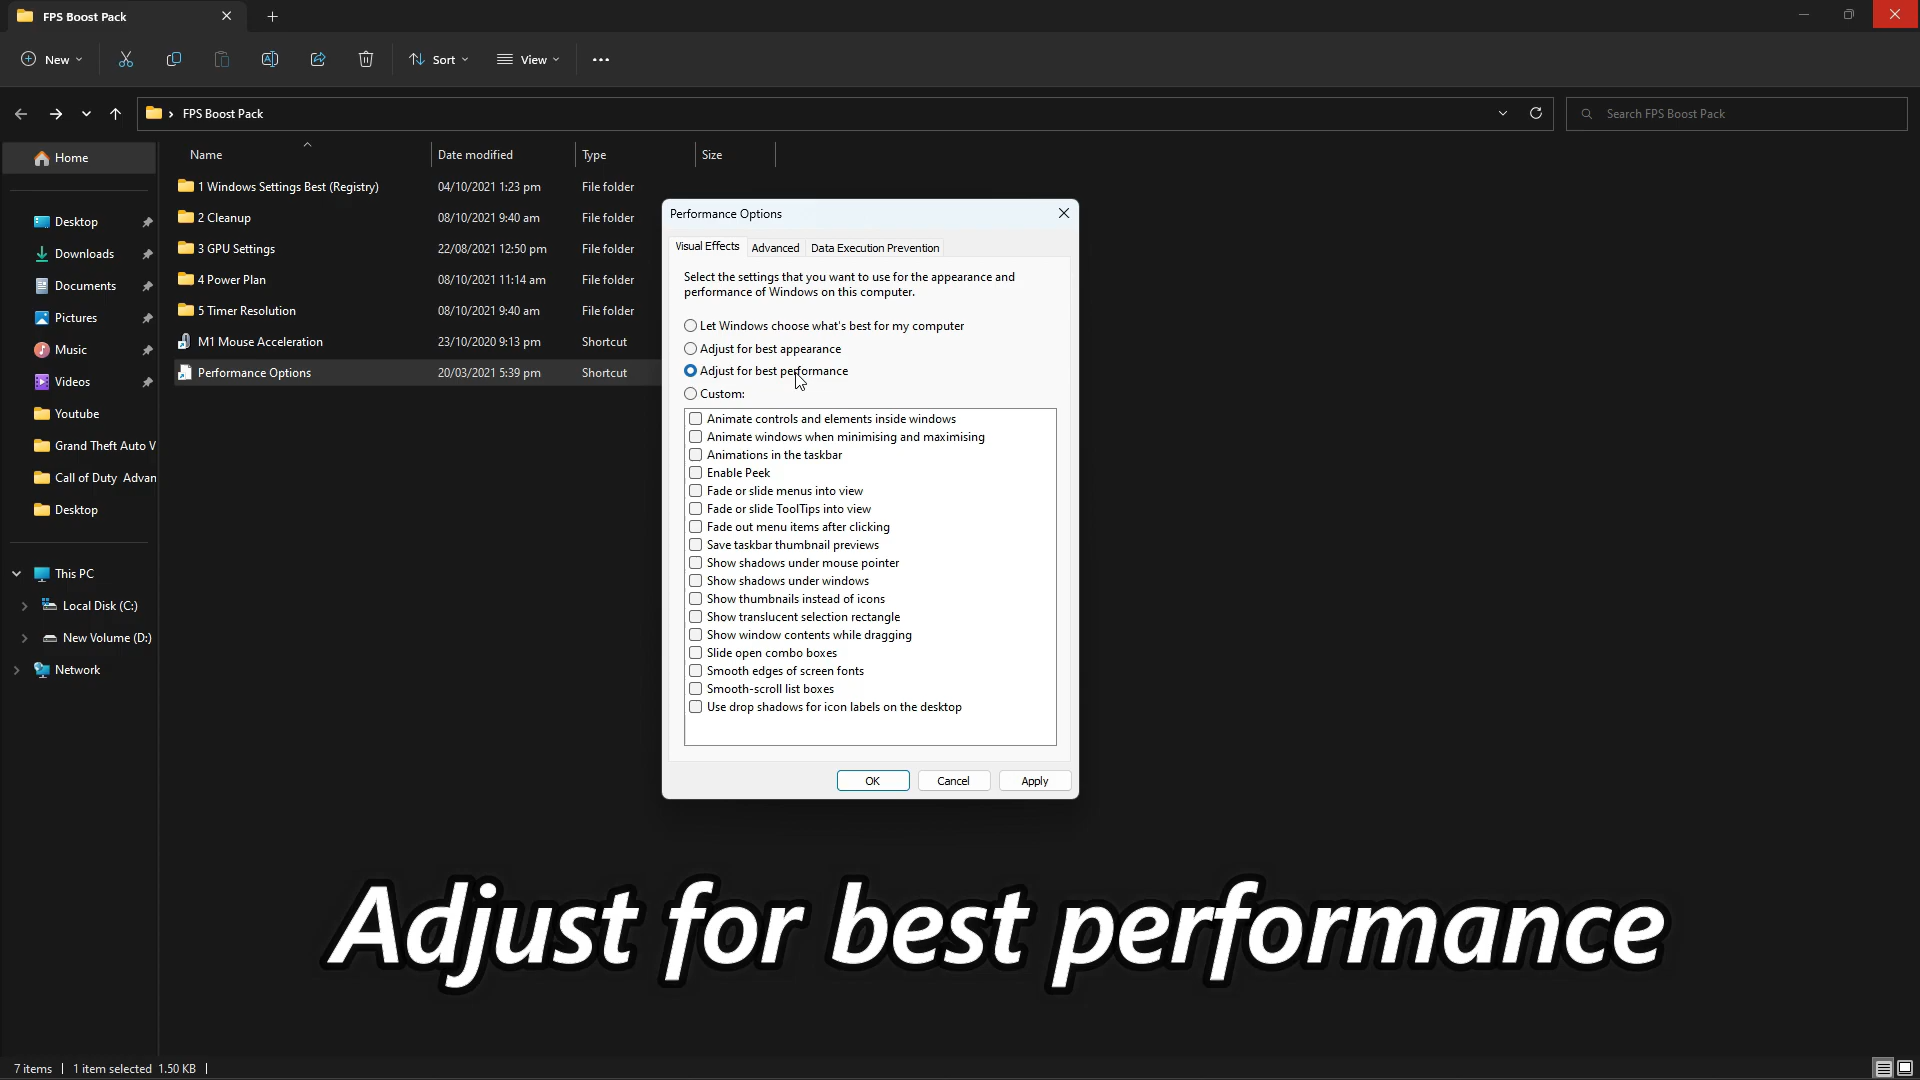 FPS Boost Pack
New
Sort
View
FPS Boost Pack
Search FPS Boost Pack
Name
Date modified
Type
Size
Home
Desktop
Downloads
Documents
Pictures
Music
Videos
Youtube
Grand Theft Auto V
Call of Duty Advan
Desktop
This PC
Local Disk (C:)
New Volume (D:)
Network
1 Windows Settings Best (Registry) 04/10/2021 1:23 pm File folder
2 Cleanup 08/10/2021 9:40 am File folder
3 GPU Settings 22/08/2021 12:50 pm File folder
4 Power Plan 08/10/2021 11:14 am File folder
5 Timer Resolution 08/10/2021 9:40 am File folder
M1 Mouse Acceleration 23/10/2020 9:13 pm Shortcut
Performance Options 20/03/2021 5:39 pm Shortcut
Performance Options
Visual Effects Advanced Data Execution Prevention
Select the settings that you want to use for the appearance and
performance of Windows on this computer.
Let Windows choose what's best for my computer
Adjust for best appearance
Adjust for best performance
Custom:
Animate controls and elements inside windows
Animate windows when minimising and maximising
Animations in the taskbar
Enable Peek
Fade or slide menus into view
Fade or slide ToolTips into view
Fade out menu items after clicking
Save taskbar thumbnail previews
Show shadows under mouse pointer
Show shadows under windows
Show thumbnails instead of icons
Show translucent selection rectangle
Show window contents while dragging
Slide open combo boxes
Smooth edges of screen fonts
Smooth-scroll list boxes
Use drop shadows for icon labels on the desktop
OK Cancel Apply
Adjust for best performance
7 items 1 item selected 1.50 KB